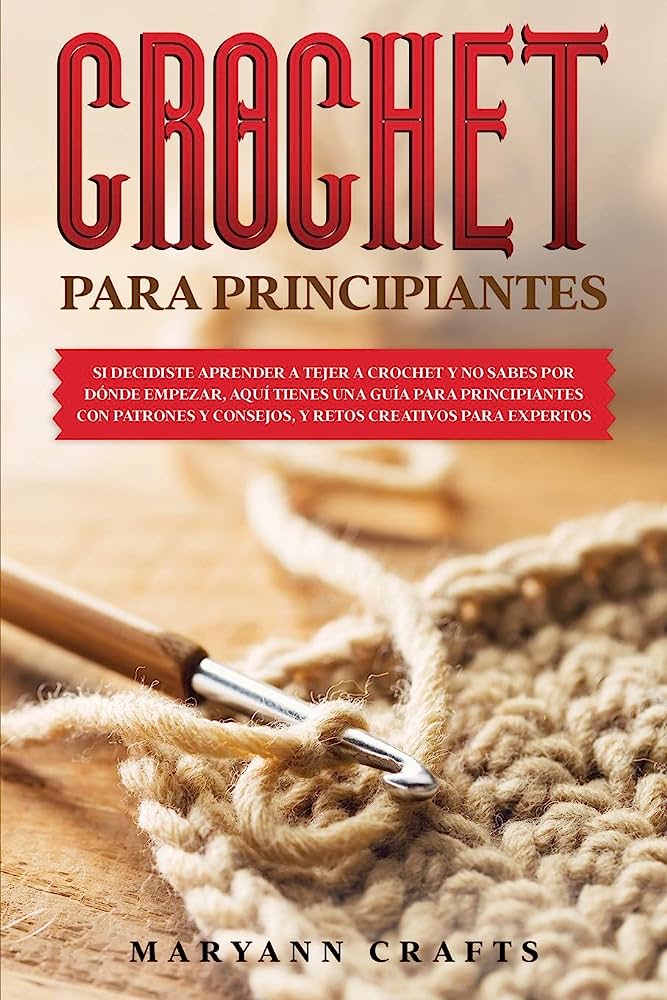 CROCHET
PARA PRINCIPIANTES
SI DECIDISTE APRENDER A TEJER A CROCHET Y NO SABES POR
DÓNDE EMPEZAR, AQUÍ TIENES UNA GUÍA PARA PRINCIPIANTES
CON PATRONES Y CONSEJOS, Y RETOS CREATIVOS PARA EXPERTOS
MARYANN CRAFTS